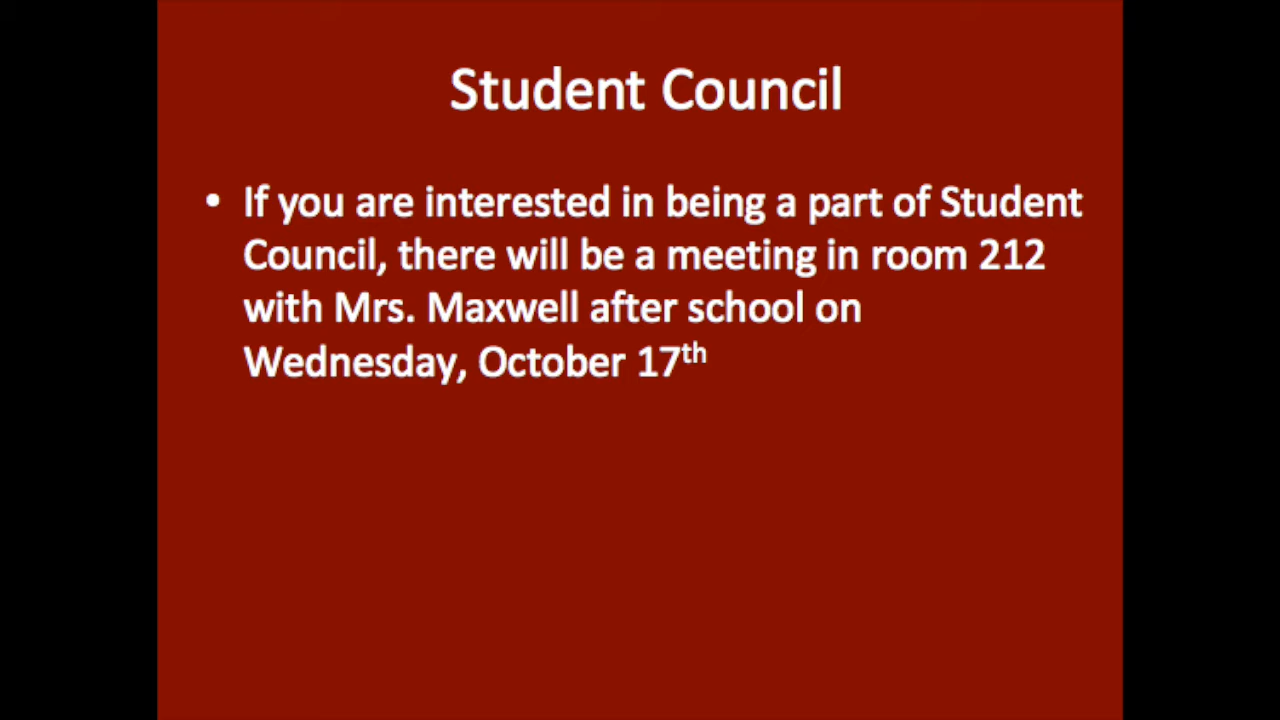 Student Council
• If you are interested in being a part of Student
Council, there will be a meeting in room 212
with Mrs. Maxwell after school on
Wednesday, October 17th